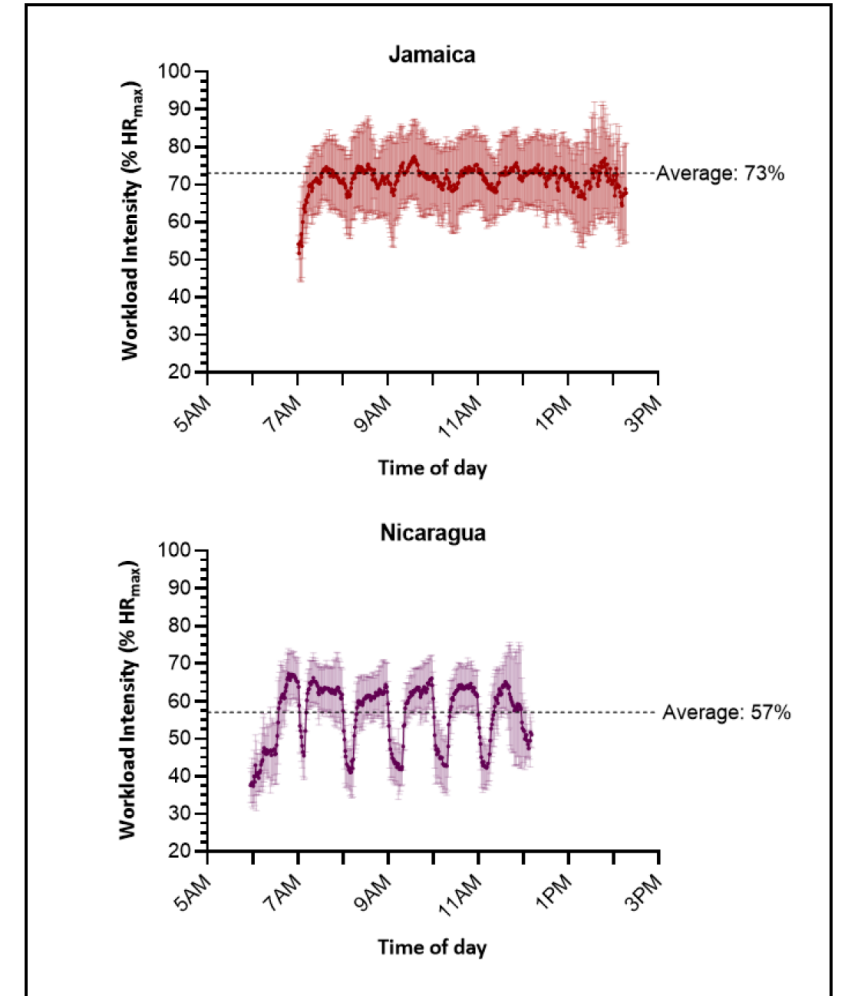 Jamaica
Workload Intensity (% HRmax)
100
90
80
70
60
50
40
30
20
Average: 73%
5AM
7AM
9AM
11AM
1PM
3PM
Time of day
Nicaragua
Workload Intensity (% HRmax)
100
90
80
70
60
50
40
30
20
Average: 57%
5AM
7AM
9AM
11AM
1PM
3PM
Time of day